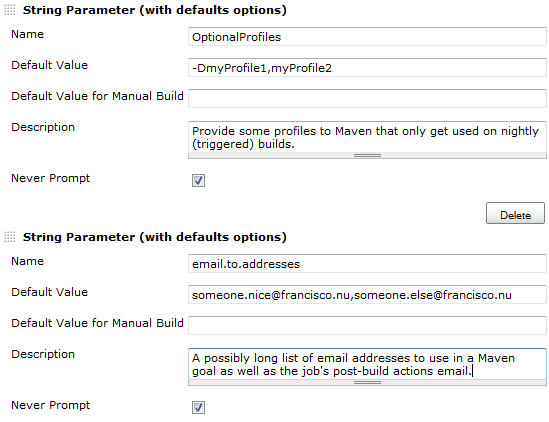 String Parameter (with defaults options)
Name OptionalProfiles
Default Value -DmyProfile1,myProfile2
Default Value for Manual Build
Description Provide some profiles to Maven that only get used on nightly
(triggered) builds.
Never Prompt
Delete
String Parameter (with defaults options)
Name email.to.addresses
Default Value someone.nice@francisco.nu,someone.else@francisco.nu
Default Value for Manual Build
Description A possibly long list of email addresses to use in a Maven
goal as well as the job's post-build actions email.
Never Prompt